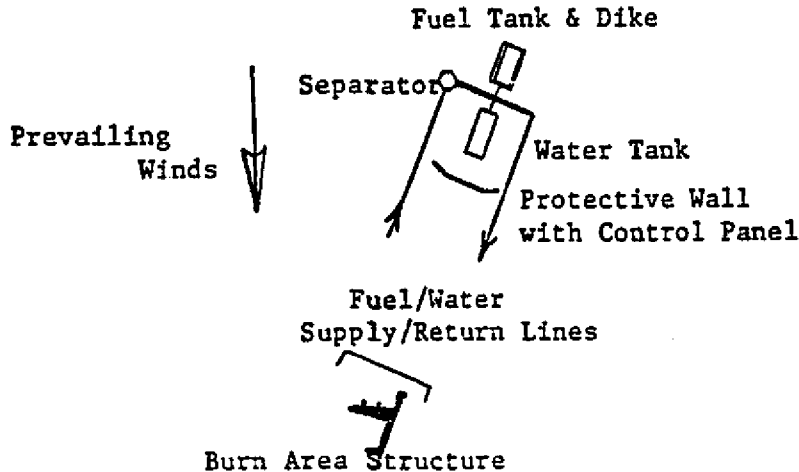 Fuel Tank & Dike
Separator
Prevailing
Winds
Water Tank
Protective Wall
with Control Panel
Fuel/Water
Supply/Return Lines
Burn Area Structure